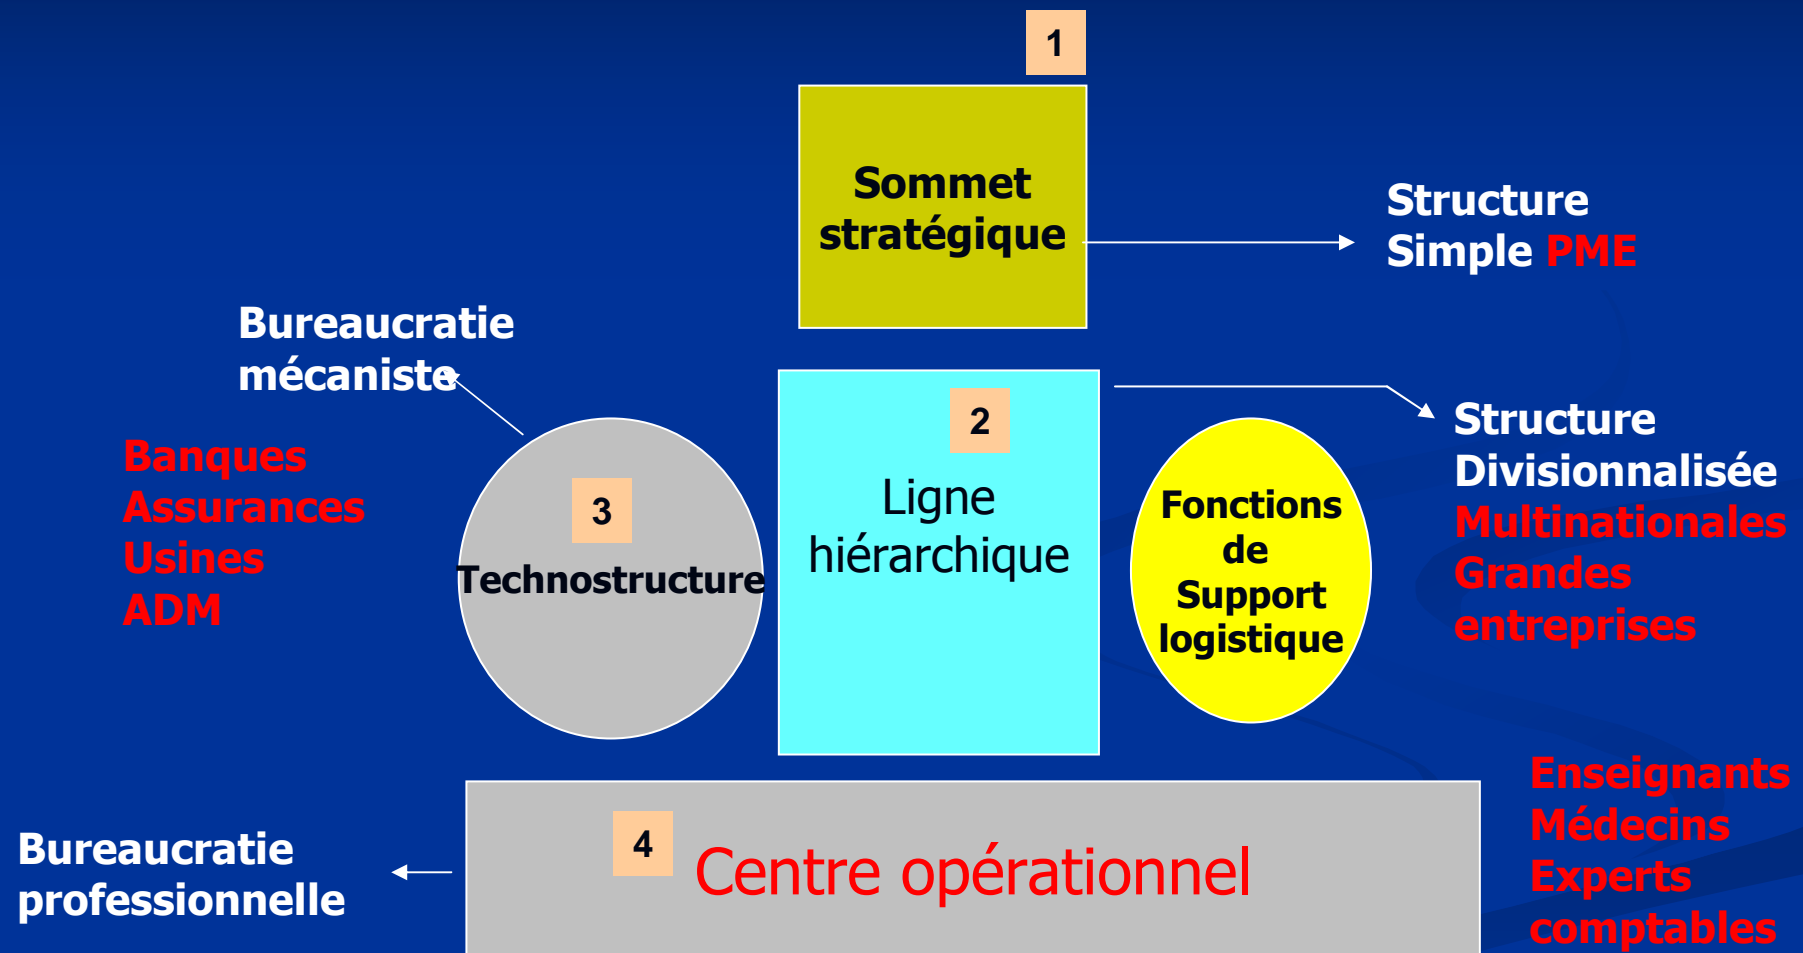 1
Sommet
stratégique
Structure
Simple PME
Bureaucratie
mécaniste
Banques
Assurances
Usines
ADM
3
Technostructure
2
Ligne
hiérarchique
Fonctions
de
Support
logistique
Structure
Divisionnalisée
Multinationales
Grandes
entreprises
Bureaucratie
professionnelle
4
Centre opérationnel
Enseignants
Médecins
Experts
comptables